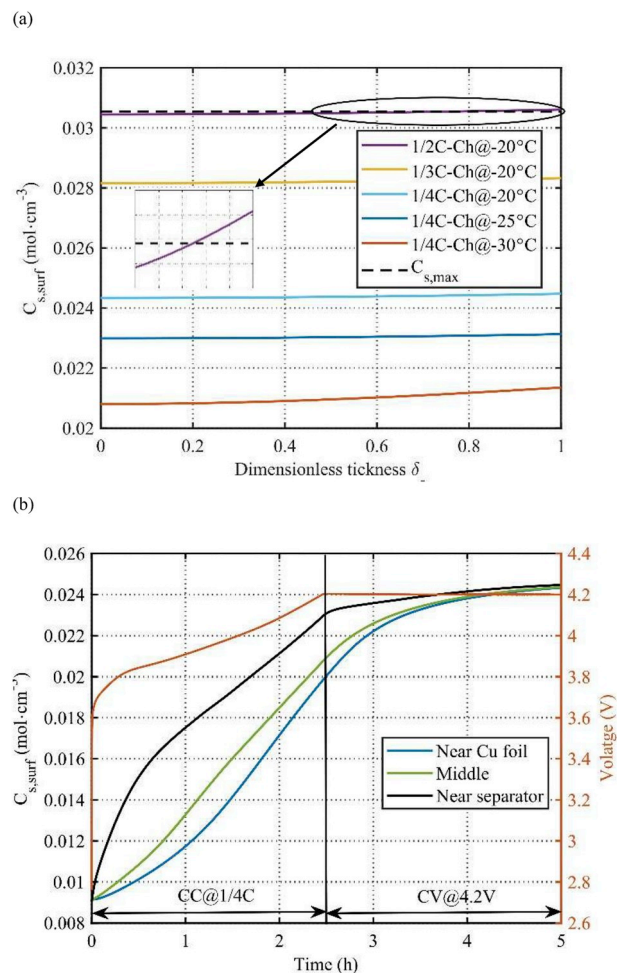 (a)
0.032
0.03
0.028
0.026
0.024
0.022
0.02
C_s,surf (mol·cm⁻³)
1/2C-Ch@-20°C
1/3C-Ch@-20°C
1/4C-Ch@-20°C
1/4C-Ch@-25°C
1/4C-Ch@-30°C
C_s,max
0 0.2 0.4 0.6 0.8 1
Dimensionless tickness δ_-
(b)
0.026
0.024
0.022
0.02
0.018
0.016
0.014
0.012
0.01
0.008
C_s,surf (mol·cm⁻³)
4.4
4.2
4
3.8
3.6
3.4
3.2
3
2.8
2.6
Volatge (V)
Near Cu foil
Middle
Near separator
CC@1/4C
CV@4.2V
0 1 2 3 4 5
Time (h)